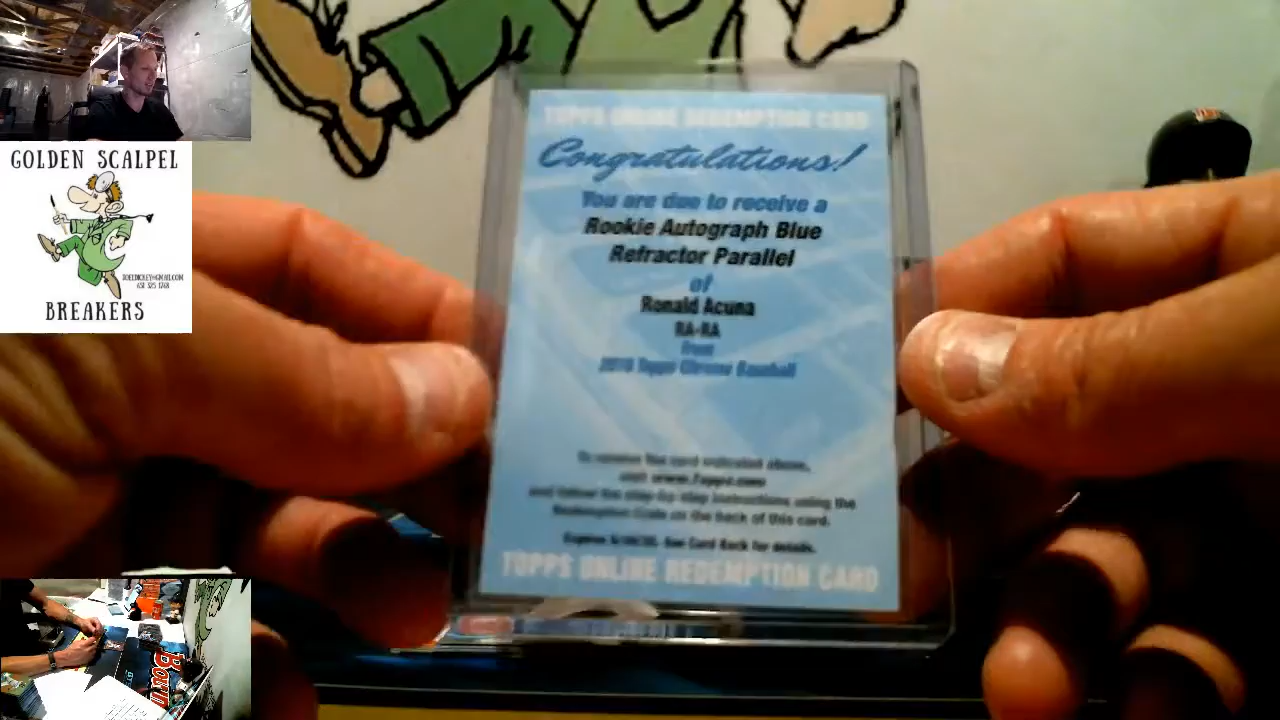 GOLDEN SCALPEL
BREAKERS
TOPPS ONLINE REDEMPTION CARD
Congratulations!
You are due to receive a
Rookie Autograph Blue
Refractor Parallel
of
Ronald Acuna
RA-RA
from
Topps Chrome Baseball
To receive the card indicated above,
visit www.Topps.com
and follow the step-by-step instructions using the
Redemption Code on the back of this card.
See Card Back for details.
TOPPS ONLINE REDEMPTION CARD